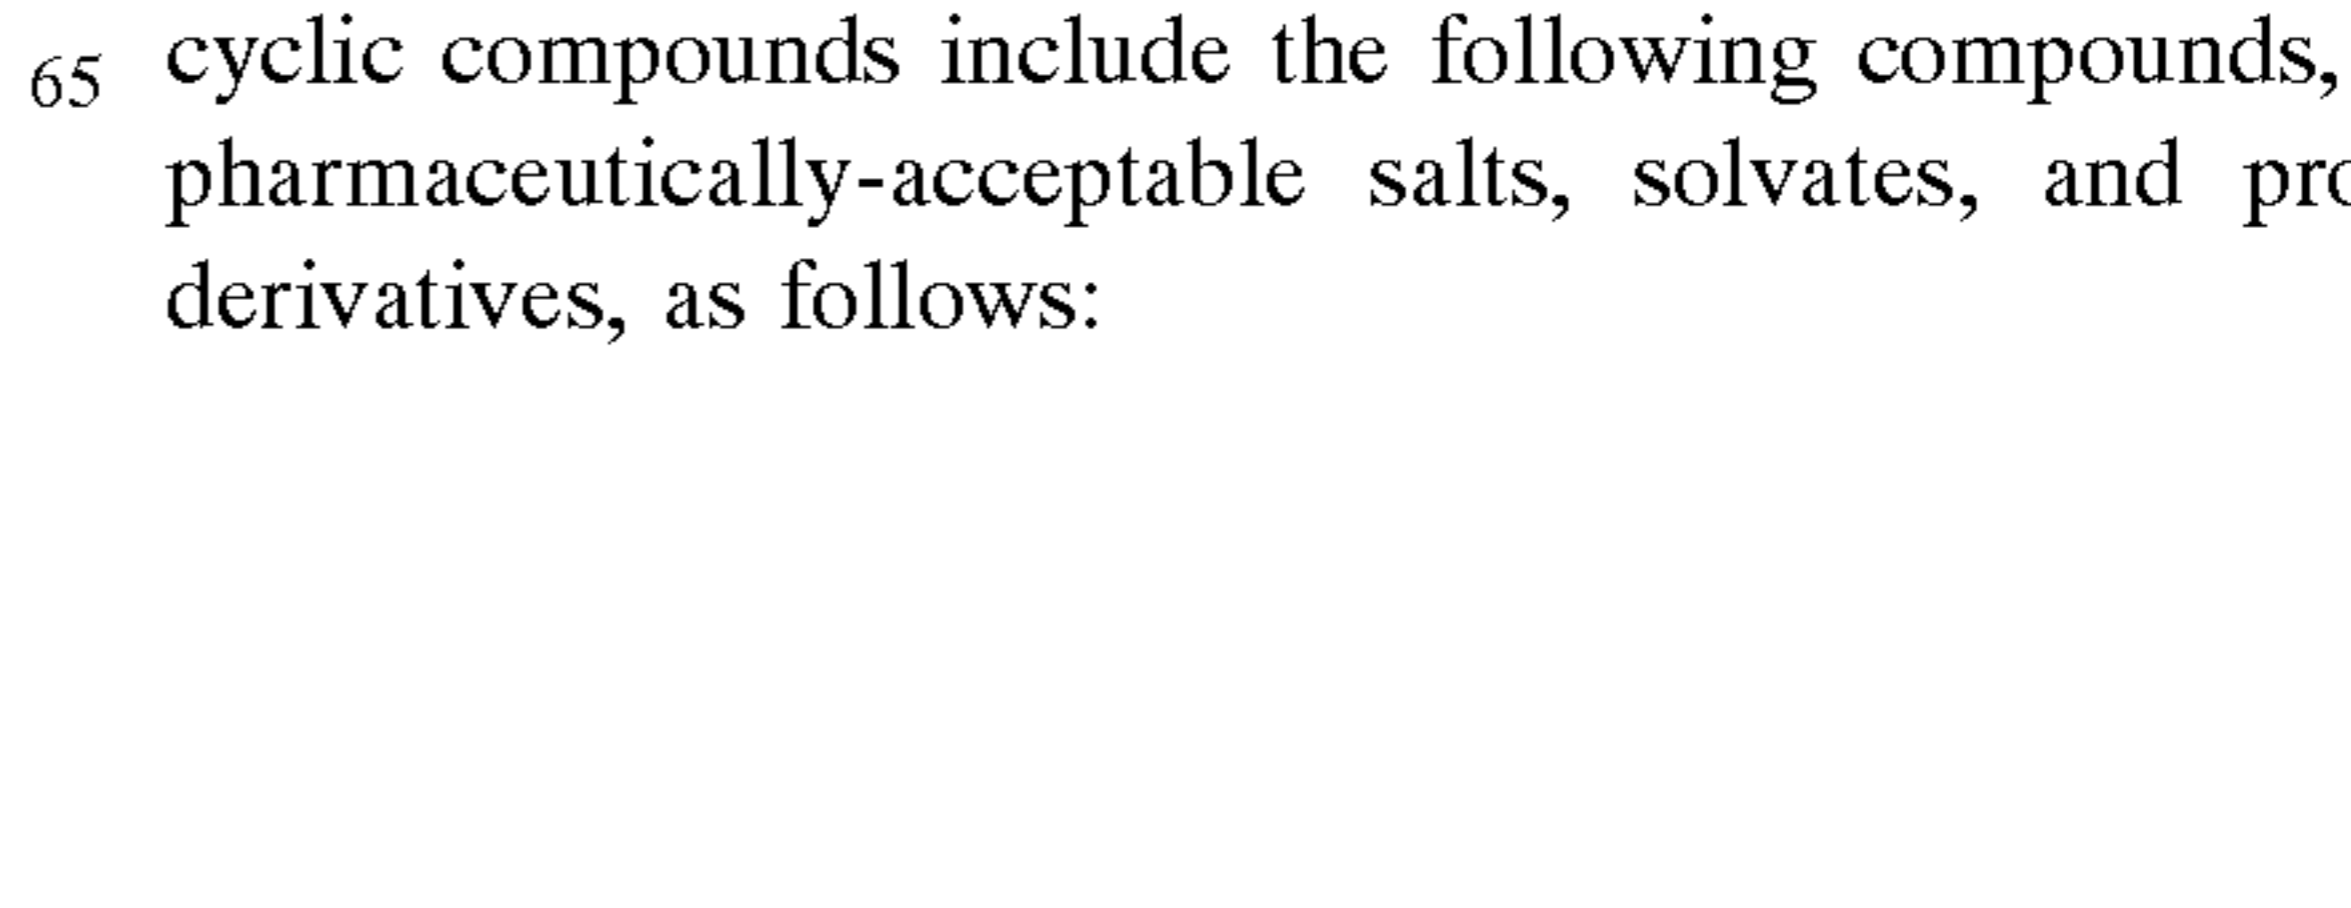 65 cyclic compounds include the following compounds,
pharmaceutically-acceptable salts, solvates, and
derivatives, as follows: